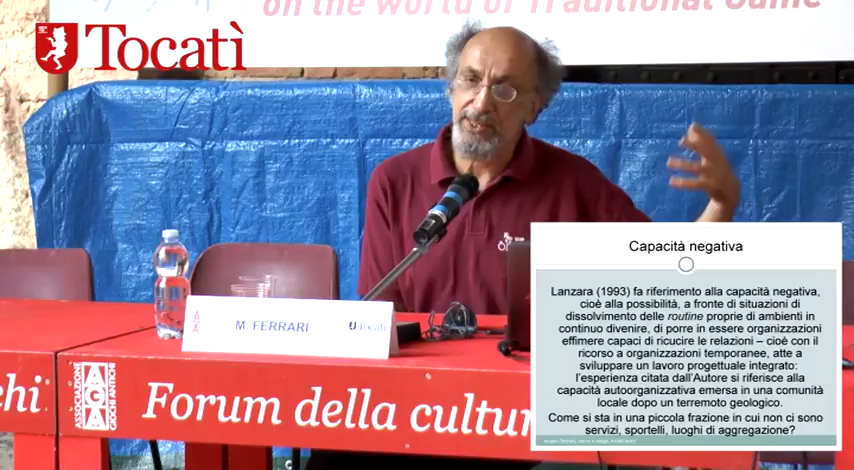 on the world of Traditional Game
Tocatì
M. FERRARI
Tocatì
chi
ASSOCIAZIONE
AGA
GIOCHI ANTICHI
Forum della cultur
Capacità negativa
Lanzara (1993) fa riferimento alla capacità negativa,
cioè alla possibilità, a fronte di situazioni di
dissolvimento delle routine proprie di ambienti in
continuo divenire, di porre in essere organizzazioni
effimere capaci di ricucire le relazioni – cioè con il
ricorso a organizzazioni temporanee, atte a
sviluppare un lavoro progettuale integrato:
l'esperienza citata dall'Autore si riferisce alla
capacità autoorganizzativa emersa in una comunità
locale dopo un terremoto geologico.
Come si sta in una piccola frazione in cui non ci sono
servizi, sportelli, luoghi di aggregazione?